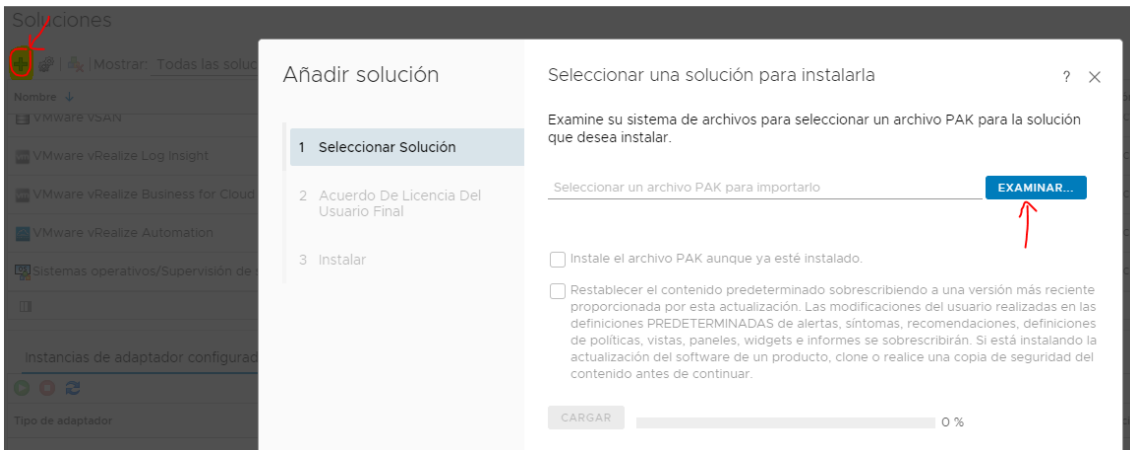 Soluciones
Mostrar: Todas las soluc
Nombre
VMware vSAN
VMware vRealize Log Insight
VMware vRealize Business for Cloud
VMware vRealize Automation
Sistemas operativos/Supervisión de
Instancias de adaptador configurad
Tipo de adaptador
Añadir solución
1 Seleccionar Solución
2 Acuerdo De Licencia Del
Usuario Final
3 Instalar
Seleccionar una solución para instalarla
?
Examine su sistema de archivos para seleccionar un archivo PAK para la solución
que desea instalar.
Seleccionar un archivo PAK para importarlo
EXAMINAR...
Instale el archivo PAK aunque ya esté instalado.
Restablecer el contenido predeterminado sobrescribiendo a una versión más reciente
proporcionada por esta actualización. Las modificaciones del usuario realizadas en las
definiciones PREDETERMINADAS de alertas, síntomas, recomendaciones, definiciones
de políticas, vistas, paneles, widgets e informes se sobrescribirán. Si está instalando la
actualización del software de un producto, clone o realice una copia de seguridad del
contenido antes de continuar.
CARGAR
0 %